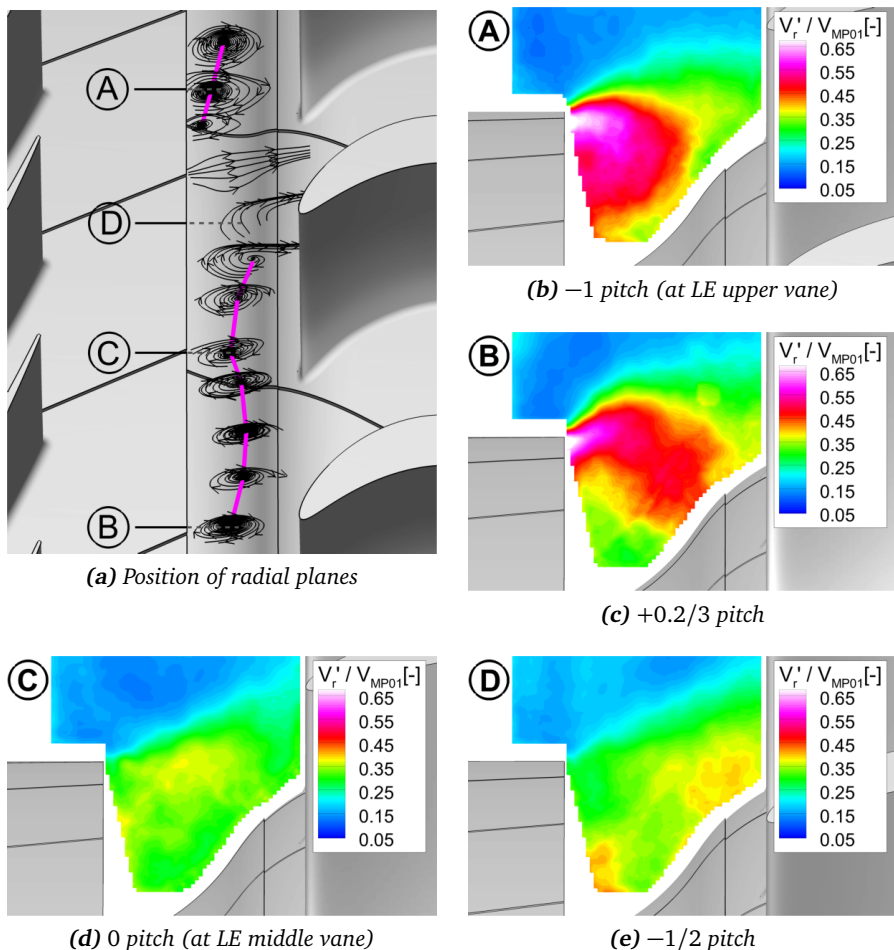 A
D
C
B
(a) Position of radial planes
A
V_r' / V_MP01[-]
0.65
0.55
0.45
0.35
0.25
0.15
0.05
(b) −1 pitch (at LE upper vane)
B
V_r' / V_MP01[-]
0.65
0.55
0.45
0.35
0.25
0.15
0.05
(c) +0.2/3 pitch
C
V_r' / V_MP01[-]
0.65
0.55
0.45
0.35
0.25
0.15
0.05
(d) 0 pitch (at LE middle vane)
D
V_r' / V_MP01[-]
0.65
0.55
0.45
0.35
0.25
0.15
0.05
(e) −1/2 pitch